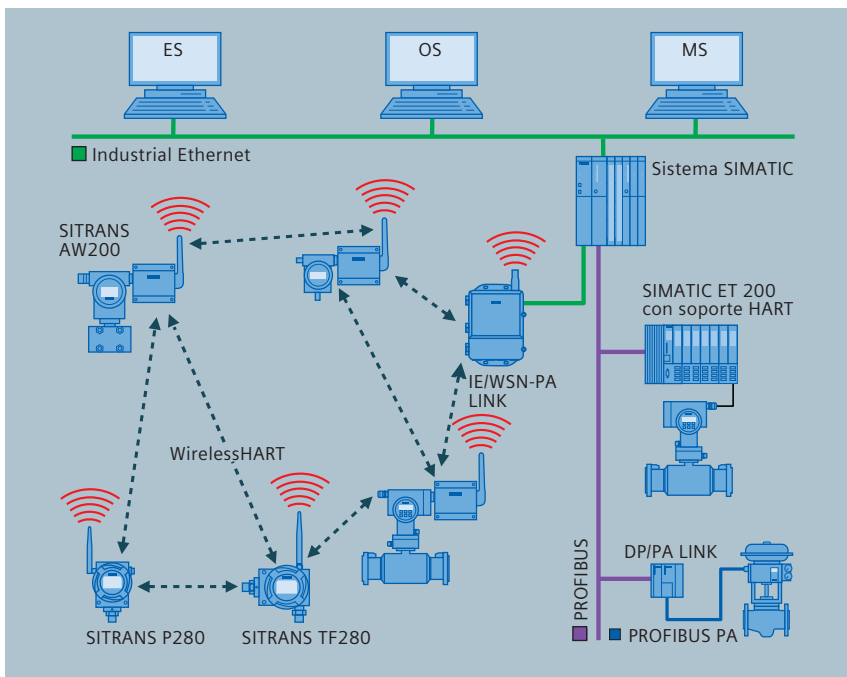 ES
OS
MS
Industrial Ethernet
Sistema SIMATIC
SITRANS
AW200
SIMATIC ET 200
con soporte HART
IE/WSN-PA
LINK
WirelessHART
DP/PA LINK
PROFIBUS
SITRANS P280
SITRANS TF280
PROFIBUS PA